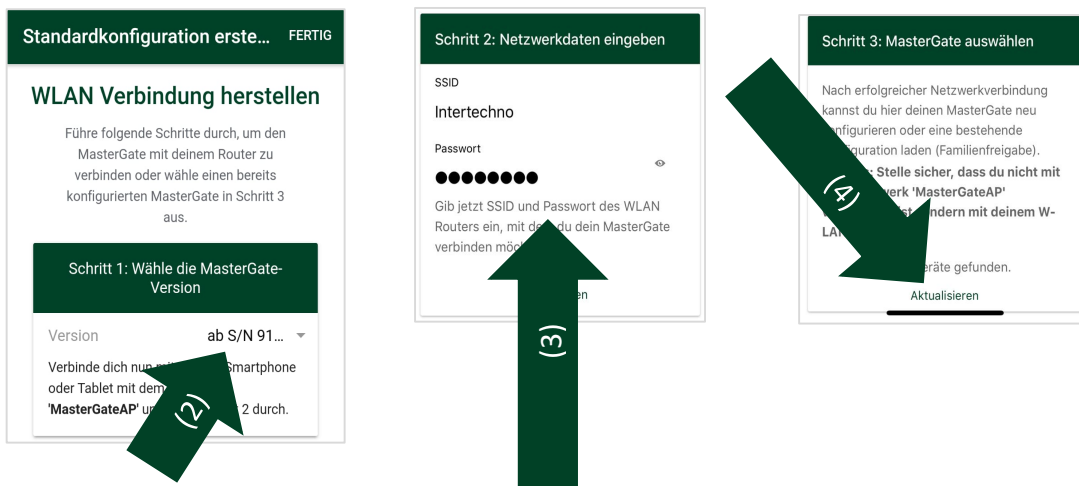 Standardkonfiguration erste... FERTIG
WLAN Verbindung herstellen
Führe folgende Schritte durch, um den
MasterGate mit deinem Router zu
verbinden oder wähle einen bereits
konfigurierten MasterGate in Schritt 3
aus.
Schritt 1: Wähle die MasterGate-
Version
Version ab S/N 91...
Verbinde dich nun Smartphone
oder Tablet mit dem
'MasterGateAP' 2 durch.
(2)
Schritt 2: Netzwerkdaten eingeben
SSID
Intertechno
Passwort
●●●●●●●●
Gib jetzt SSID und Passwort des WLAN
Routers ein, mit du dein MasterGate
verbinden
(3)
Schritt 3: MasterGate auswählen
Nach erfolgreicher Netzwerkverbindung
kannst du hier deinen MasterGate neu
oder eine bestehende
laden (Familienfreigabe).
Stelle sicher, dass du nicht mit
'MasterGateAP'
mit deinem W-
gefunden.
Aktualisieren
(4)